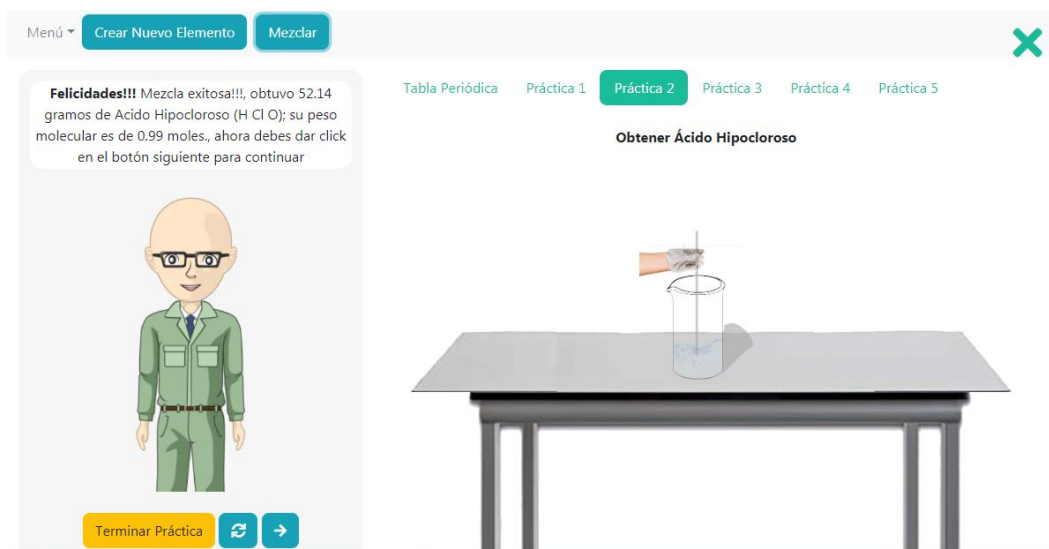 Menú
Crear Nuevo Elemento
Mezclar
Felicidades!!! Mezcla exitosa!!!, obtuvo 52.14
gramos de Acido Hipocloroso (H Cl O); su peso
molecular es de 0.99 moles., ahora debes dar click
en el botón siguiente para continuar
Tabla Periódica
Práctica 1
Práctica 2
Práctica 3
Práctica 4
Práctica 5
Obtener Ácido Hipocloroso
Terminar Práctica